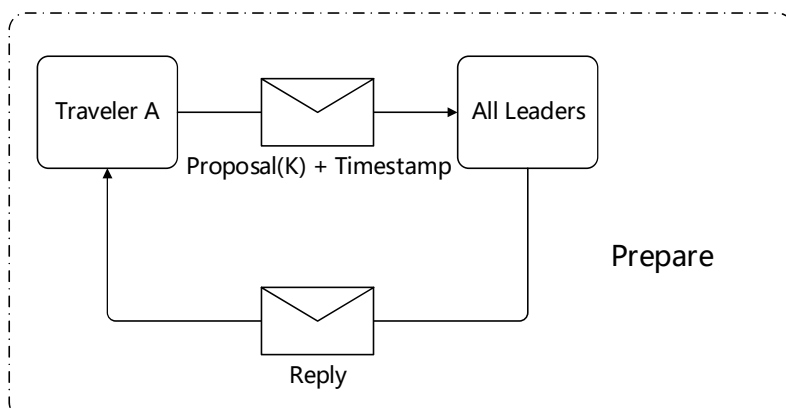 Traveler A
All Leaders
Proposal(K) + Timestamp
Prepare
Reply